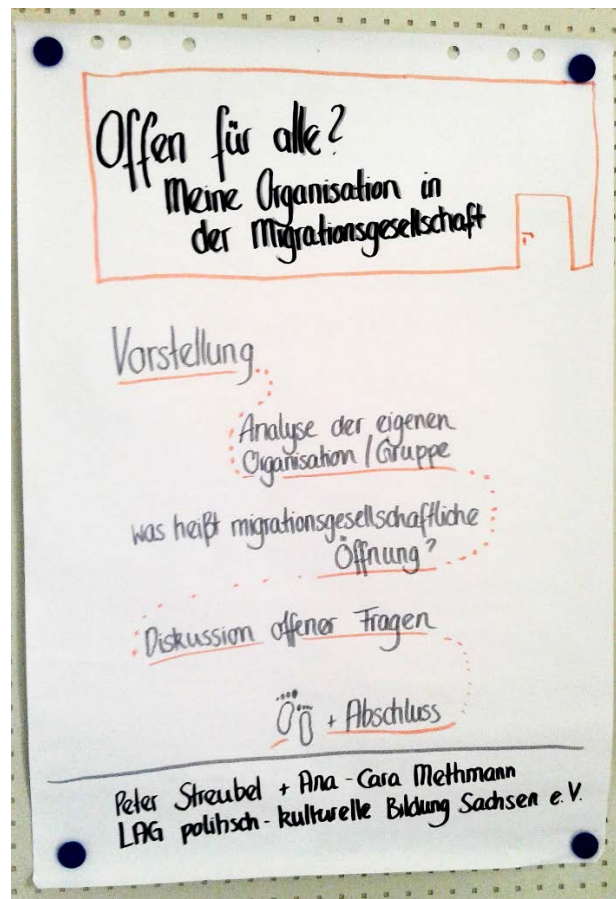 Offen für alle?
Meine Organisation in
der Migrationsgesellschaft
Vorstellung
Analyse der eigenen
Organisation / Gruppe
was heißt migrationsgesellschaftliche
Öffnung?
Diskussion offener Fragen
+ Abschluss
Peter Streubel + Ana-Cara Methmann
LAG politisch-kulturelle Bildung Sachsen e.V.